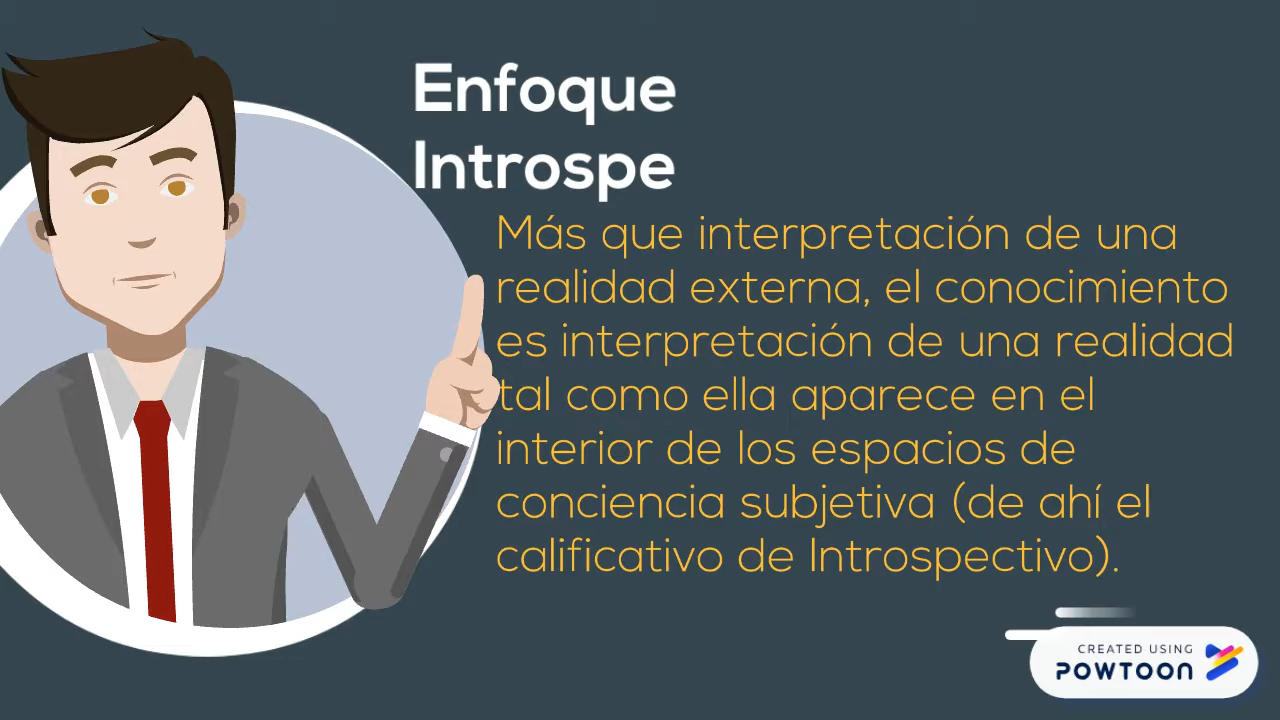 Enfoque
Introspe
Más que interpretación de una
realidad externa, el conocimiento
es interpretación de una realidad
tal como ella aparece en el
interior de los espacios de
conciencia subjetiva (de ahí el
calificativo de Introspectivo).
CREATED USING
POWTOON